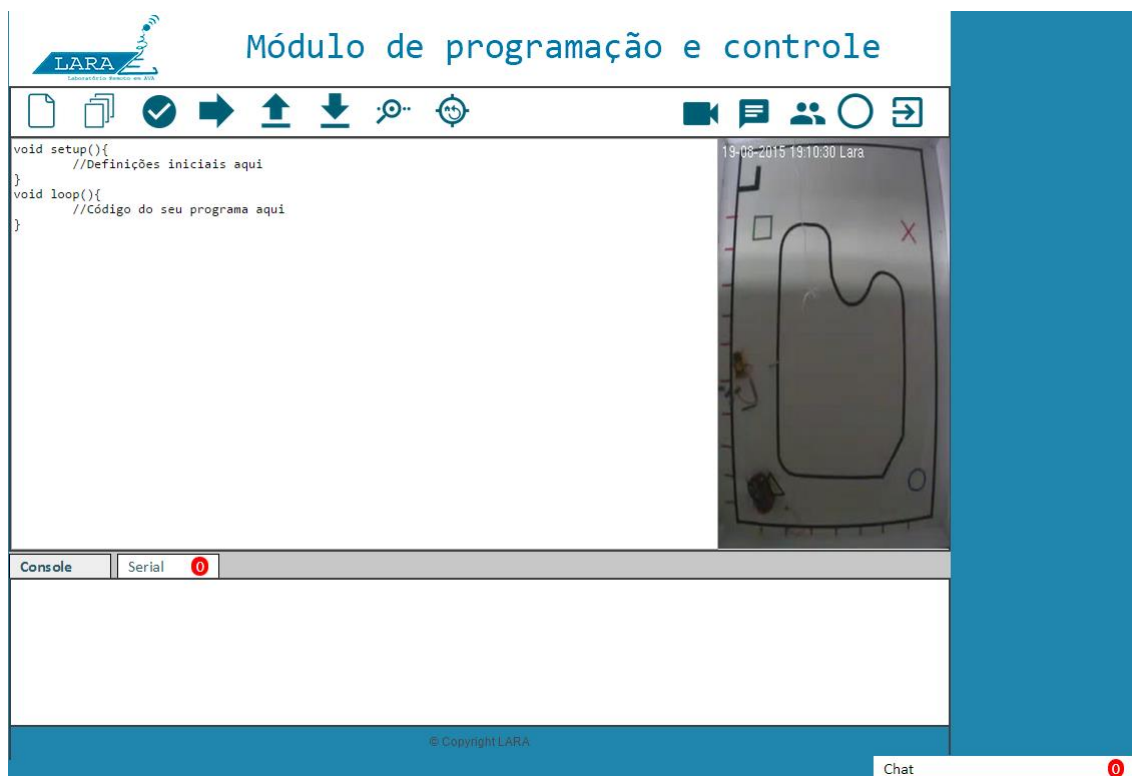 LARA
Laboratório Remoto em AVA
Módulo de programação e controle
void setup(){
//Definições iniciais aqui
}
void loop(){
//Código do seu programa aqui
}
19-08-2015 19:10:30 Lara
Console
Serial
0
© Copyright LARA
Chat
0